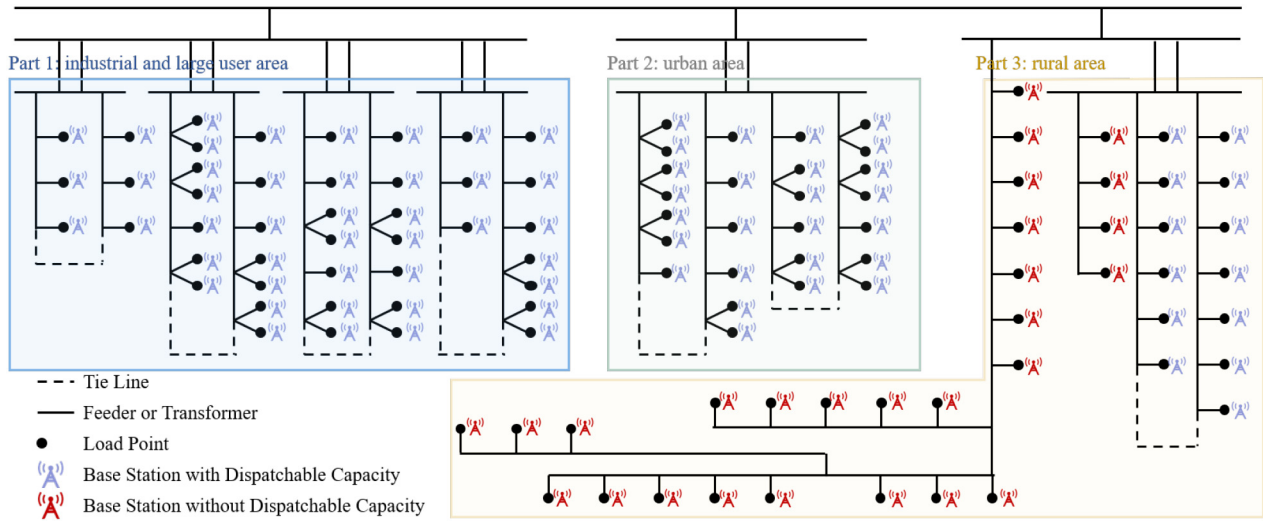 Part 1: industrial and large user area
Part 2: urban area
Part 3: rural area
Tie Line
Feeder or Transformer
Load Point
Base Station with Dispatchable Capacity
Base Station without Dispatchable Capacity